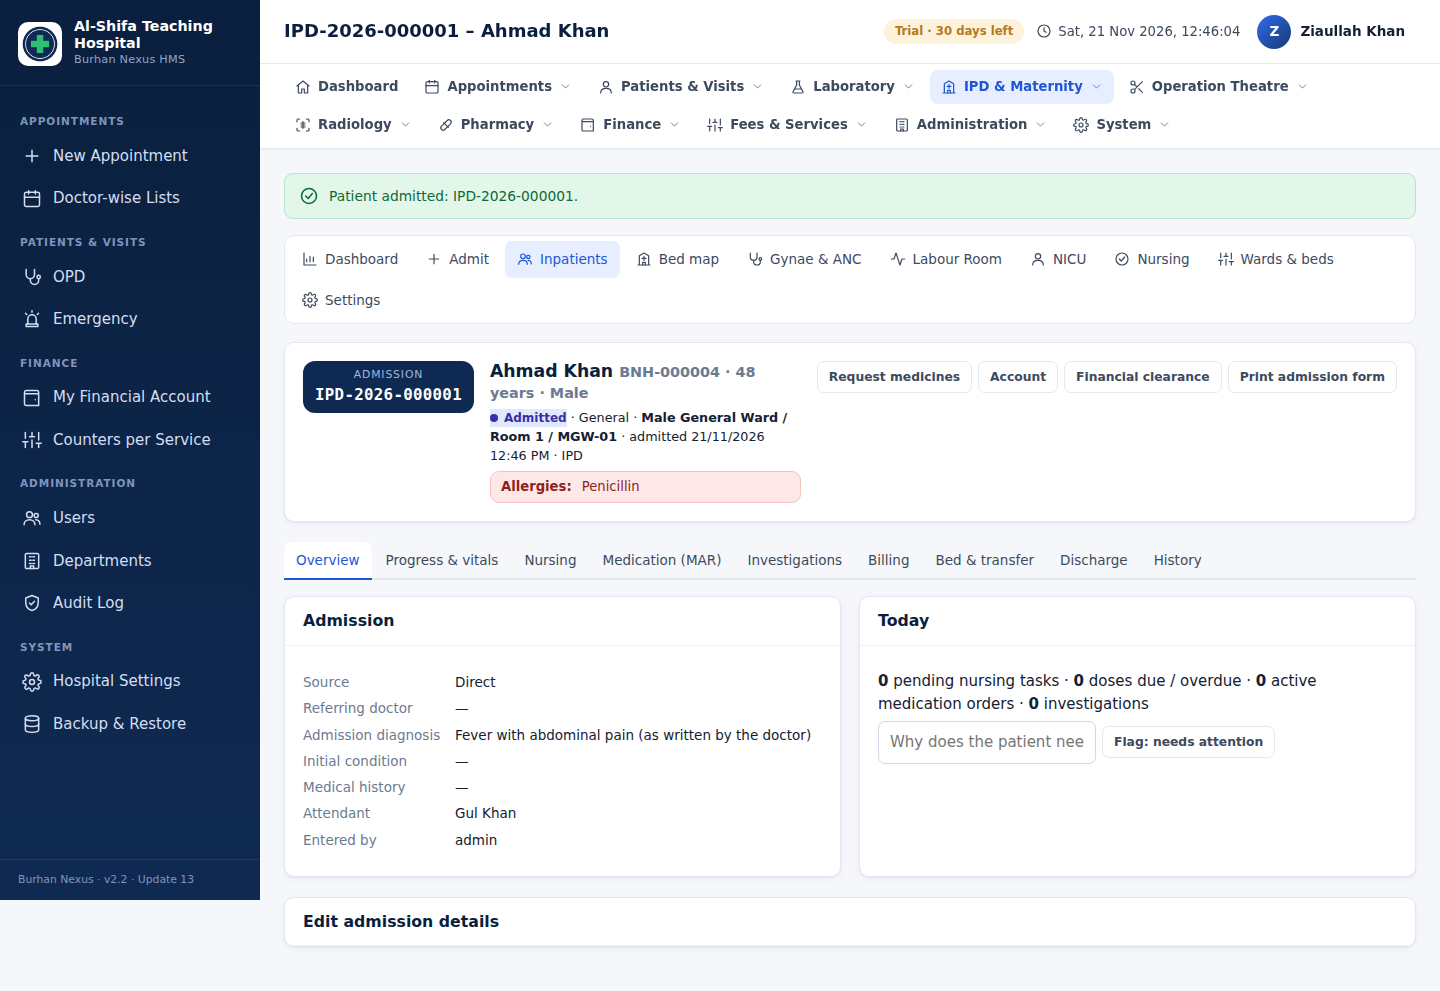 Al-Shifa Teaching
Hospital
Burhan Nexus HMS
IPD-2026-000001 – Ahmad Khan
Trial · 30 days left
Sat, 21 Nov 2026, 12:46:04
Z
Ziaullah Khan
Dashboard
Appointments
Patients & Visits
Laboratory
IPD & Maternity
Operation Theatre
Radiology
Pharmacy
Finance
Fees & Services
Administration
System
APPOINTMENTS
New Appointment
Doctor-wise Lists
PATIENTS & VISITS
OPD
Emergency
FINANCE
My Financial Account
Counters per Service
ADMINISTRATION
Users
Departments
Audit Log
SYSTEM
Hospital Settings
Backup & Restore
Burhan Nexus · v2.2 · Update 13
Patient admitted: IPD-2026-000001.
Dashboard
Admit
Inpatients
Bed map
Gynae & ANC
Labour Room
NICU
Nursing
Wards & beds
Settings
ADMISSION
IPD-2026-000001
Ahmad Khan BNH-000004 · 48
years · Male
Admitted · General · Male General Ward /
Room 1 / MGW-01 · admitted 21/11/2026
12:46 PM · IPD
Allergies: Penicillin
Request medicines
Account
Financial clearance
Print admission form
Overview
Progress & vitals
Nursing
Medication (MAR)
Investigations
Billing
Bed & transfer
Discharge
History
Admission
Source Direct
Referring doctor —
Admission diagnosis Fever with abdominal pain (as written by the doctor)
Initial condition —
Medical history —
Attendant Gul Khan
Entered by admin
Today
0 pending nursing tasks · 0 doses due / overdue · 0 active
medication orders · 0 investigations
Why does the patient nee
Flag: needs attention
Edit admission details